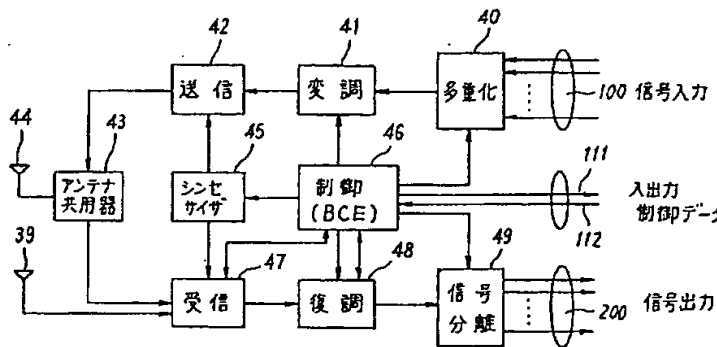 42
41
40
送信
変調
多重化
100 信号入力
44
43
45
46
アンテナ
共用器
シンセ
サイザ
制御
(BCE)
111
入出力
制御データ
112
39
47
48
49
受信
復調
信号
分離
200
信号出力